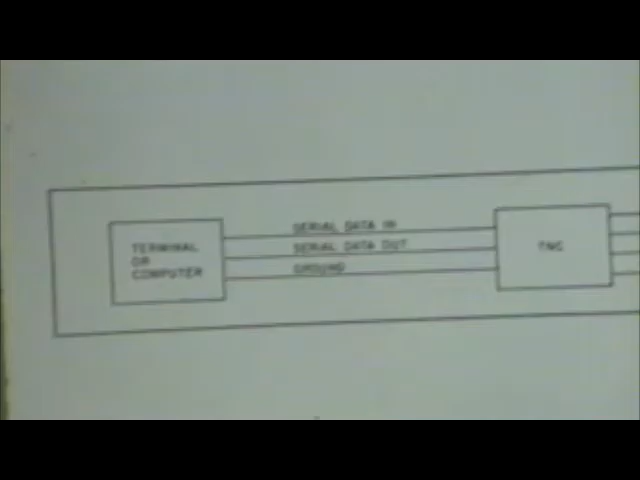 SERIAL DATA IN
TERMINAL
OR
COMPUTER
SERIAL DATA OUT
GROUND
TNC